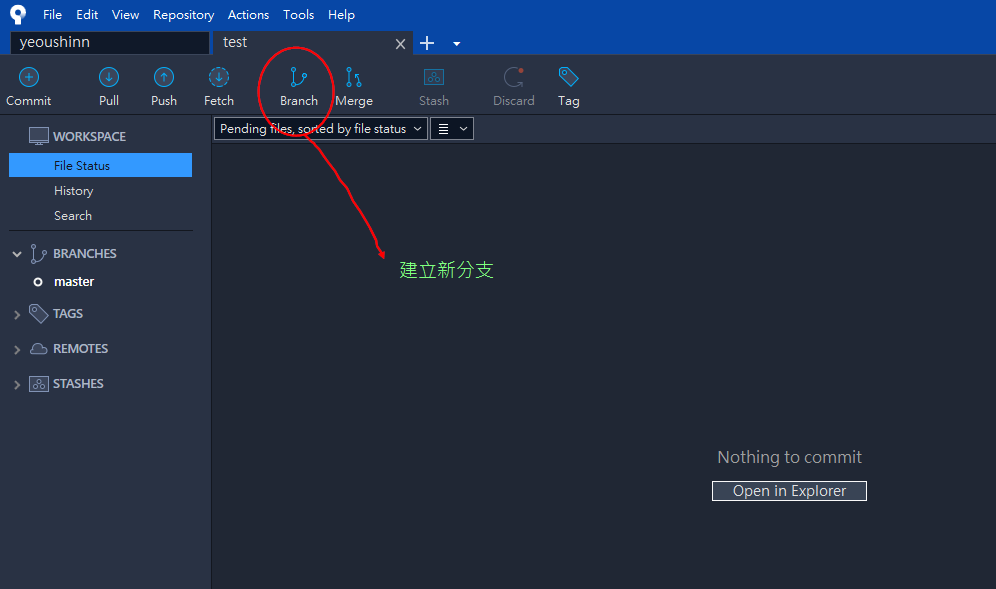 File Edit View Repository Actions Tools Help
yeoushinn test
Commit Pull Push Fetch Branch Merge Stash Discard Tag
Pending files, sorted by file status
WORKSPACE
File Status
History
Search
BRANCHES
master
TAGS
REMOTES
STASHES
建立新分支
Nothing to commit
Open in Explorer